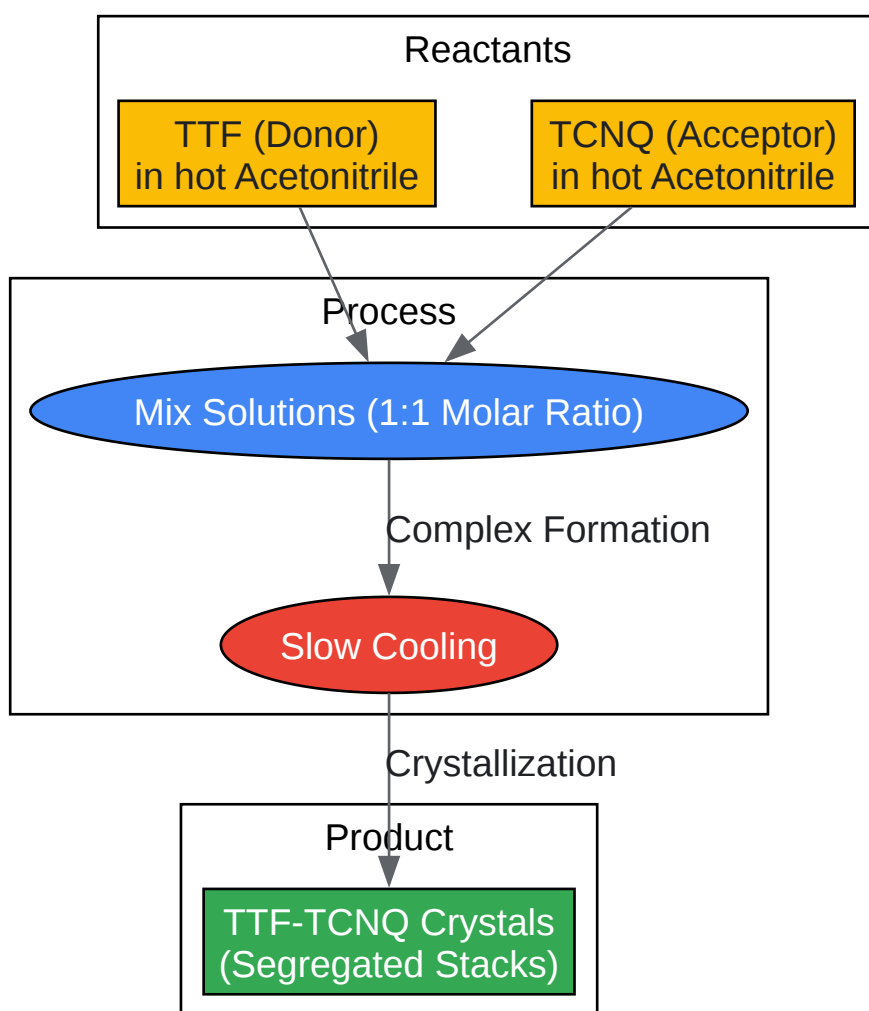 Reactants
TTF (Donor)
in hot Acetonitrile
TCNQ (Acceptor)
in hot Acetonitrile
Process
Mix Solutions (1:1 Molar Ratio)
Complex Formation
Slow Cooling
Crystallization
Product
TTF-TCNQ Crystals
(Segregated Stacks)